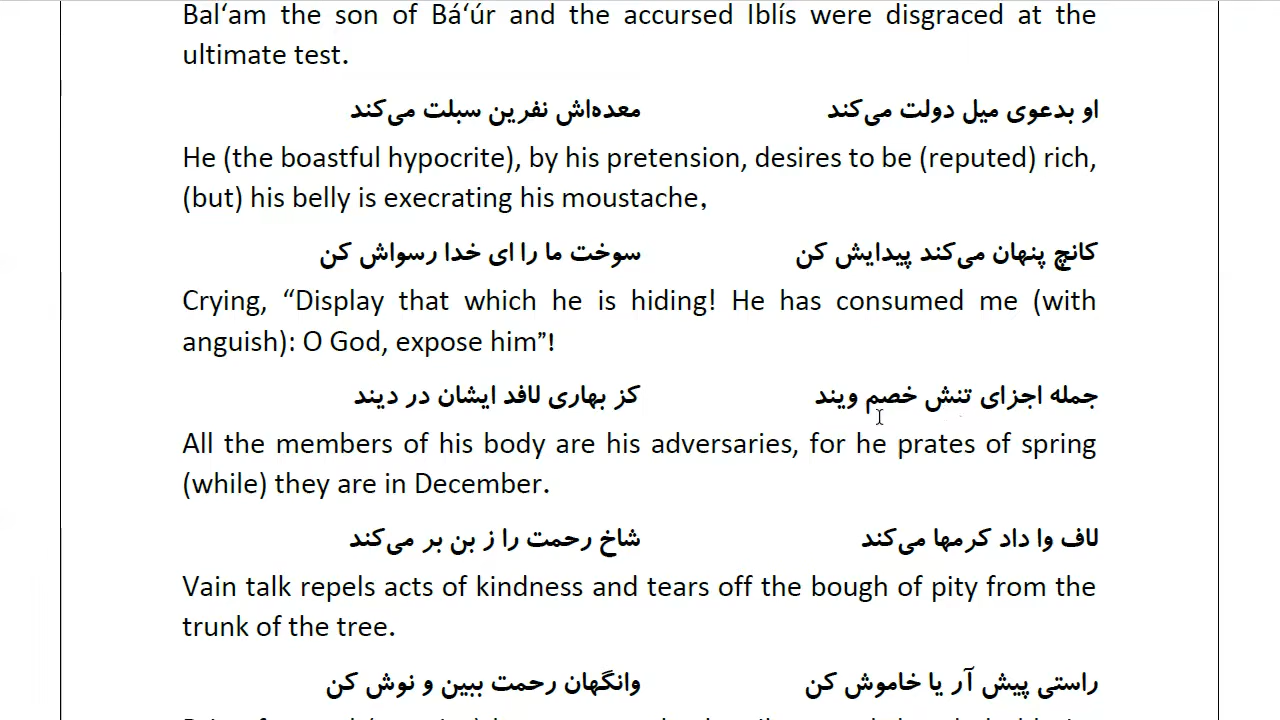 Bal‘am the son of Bá‘úr and the accursed Iblís were disgraced at the
ultimate test.
او بدعوی میل دولت می‌کند معده‌اش نفرین سبلت می‌کند
He (the boastful hypocrite), by his pretension, desires to be (reputed) rich,
(but) his belly is execrating his moustache,
کانچ پنهان می‌کند پیدایش کن سوخت ما را ای خدا رسواش کن
Crying, “Display that which he is hiding! He has consumed me (with
anguish): O God, expose him”!
جمله اجزای تنش خصم ویند کز بهاری لافد ایشان در دیند
All the members of his body are his adversaries, for he prates of spring
(while) they are in December.
لاف وا داد کرمها می‌کند شاخ رحمت را ز بن بر می‌کند
Vain talk repels acts of kindness and tears off the bough of pity from the
trunk of the tree.
راستی پیش آر یا خاموش کن وانگهان رحمت ببین و نوش کن